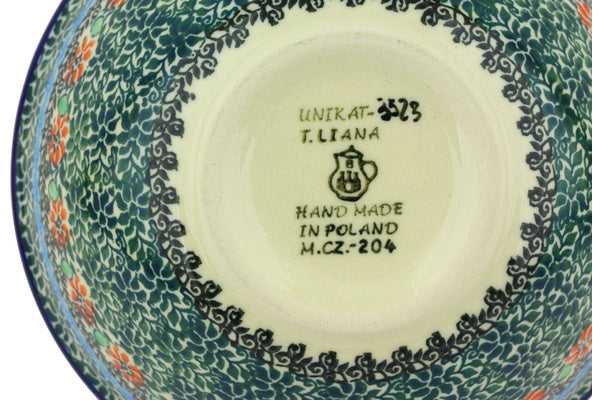 UNIKAT-3523
T. LIANA
HAND MADE
IN POLAND
M.CZ.-204